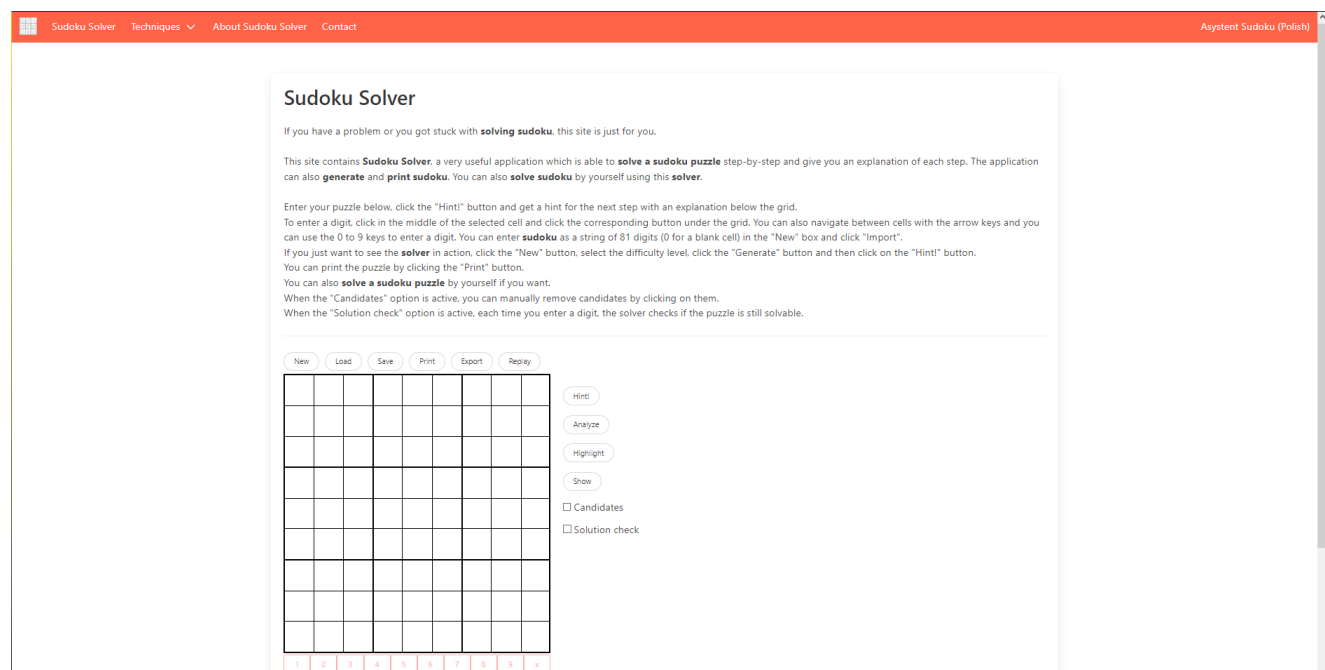 Sudoku Solver Techniques About Sudoku Solver Contact Asystent Sudoku (Polish)
Sudoku Solver
If you have a problem or you got stuck with solving sudoku, this site is just for you.
This site contains Sudoku Solver, a very useful application which is able to solve a sudoku puzzle step-by-step and give you an explanation of each step. The application
can also generate and print sudoku. You can also solve sudoku by yourself using this solver.
Enter your puzzle below, click the "Hint!" button and get a hint for the next step with an explanation below the grid.
To enter a digit, click in the middle of the selected cell and click the corresponding button under the grid. You can also navigate between cells with the arrow keys and you
can use the 0 to 9 keys to enter a digit. You can enter sudoku as a string of 81 digits (0 for a blank cell) in the "New" box and click "Import".
If you just want to see the solver in action, click the "New" button, select the difficulty level, click the "Generate" button and then click on the "Hint!" button.
You can print the puzzle by clicking the "Print" button.
You can also solve a sudoku puzzle by yourself if you want.
When the "Candidates" option is active, you can manually remove candidates by clicking on them.
When the "Solution check" option is active, each time you enter a digit, the solver checks if the puzzle is still solvable.
New Load Save Print Export Replay
Hint!
Analyze
Highlight
Show
Candidates
Solution check
1 2 3 4 5 6 7 8 9 x